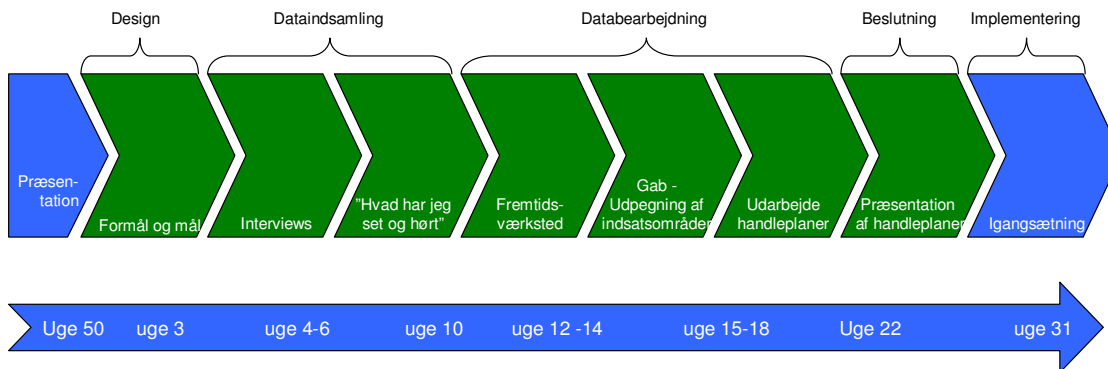 Design
Dataindsamling
Databearbejdning
Beslutning
Implementering
Præsen-
tation
Formål og mål
Interviews
”Hvad har jeg
set og hørt”
Fremtids-
værksted
Gab -
Udpegning af
indsatsområder
Udarbejde
handleplaner
Præsentation
af handleplaner
Igangsætning
Uge 50
uge 3
uge 4-6
uge 10
uge 12 -14
uge 15-18
Uge 22
uge 31